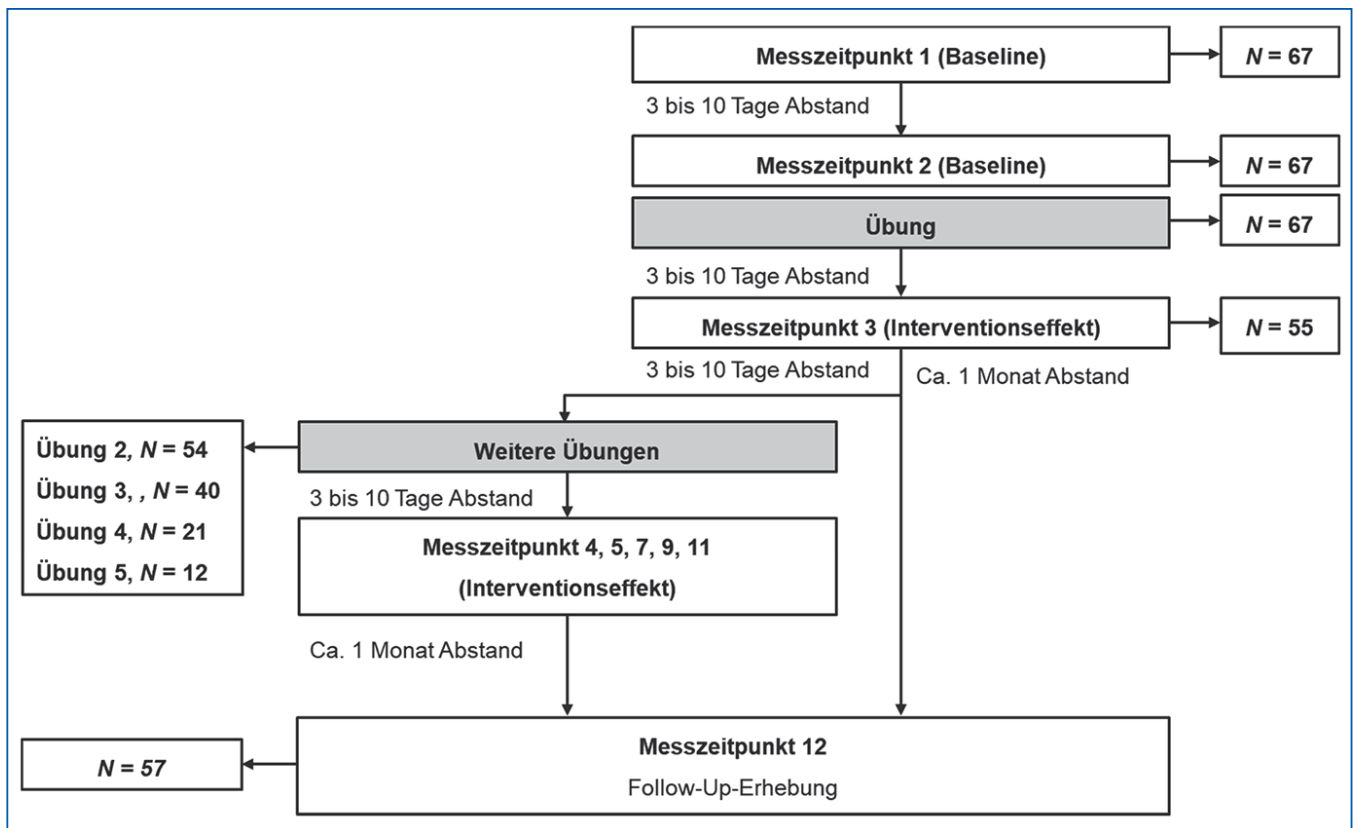 Messzeitpunkt 1 (Baseline)
N = 67
3 bis 10 Tage Abstand
Messzeitpunkt 2 (Baseline)
N = 67
Übung
N = 67
3 bis 10 Tage Abstand
Messzeitpunkt 3 (Interventionseffekt)
N = 55
3 bis 10 Tage Abstand
Ca. 1 Monat Abstand
Weitere Übungen
Übung 2, N = 54
Übung 3, , N = 40
Übung 4, N = 21
Übung 5, N = 12
3 bis 10 Tage Abstand
Messzeitpunkt 4, 5, 7, 9, 11
(Interventionseffekt)
Ca. 1 Monat Abstand
Messzeitpunkt 12
Follow-Up-Erhebung
N = 57